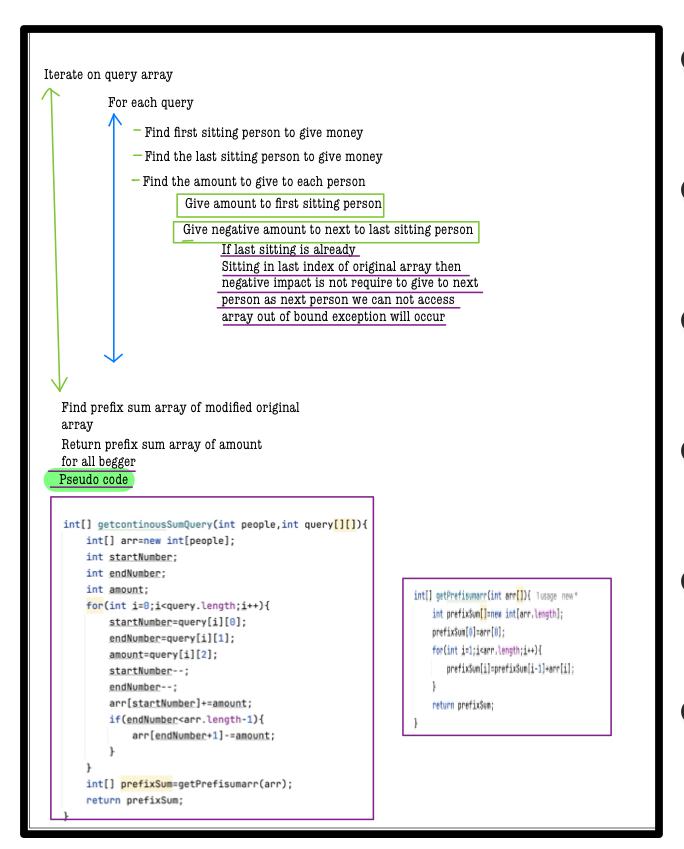 Iterate on query array
For each query
Find first sitting person to give money
Find the last sitting person to give money
Find the amount to give to each person
Give amount to first sitting person
Give negative amount to next to last sitting person
If last sitting is already
Sitting in last index of original array then
negative impact is not require to give to next
person as next person we can not access
array out of bound exception will occur
Find prefix sum array of modified original
array
Return prefix sum array of amount
for all begger
Pseudo code
int[] getcontinousSumQuery(int people,int query[][]){
int[] arr=new int[people];
int startNumber;
int endNumber;
int amount;
for(int i=0;i<query.length;i++){
startNumber=query[i][0];
endNumber=query[i][1];
amount=query[i][2];
startNumber--;
endNumber--;
arr[startNumber]+=amount;
if(endNumber<arr.length-1){
arr[endNumber+1]-=amount;
}
}
int[] prefixSum=getPrefisumarr(arr);
return prefixSum;
}
int[] getPrefisumarr(int arr[]){ 1 usage new *
int prefixSum[]=new int[arr.length];
prefixSum[0]=arr[0];
for(int i=1;i<arr.length;i++){
prefixSum[i]=prefixSum[i-1]+arr[i];
}
return prefixSum;
}